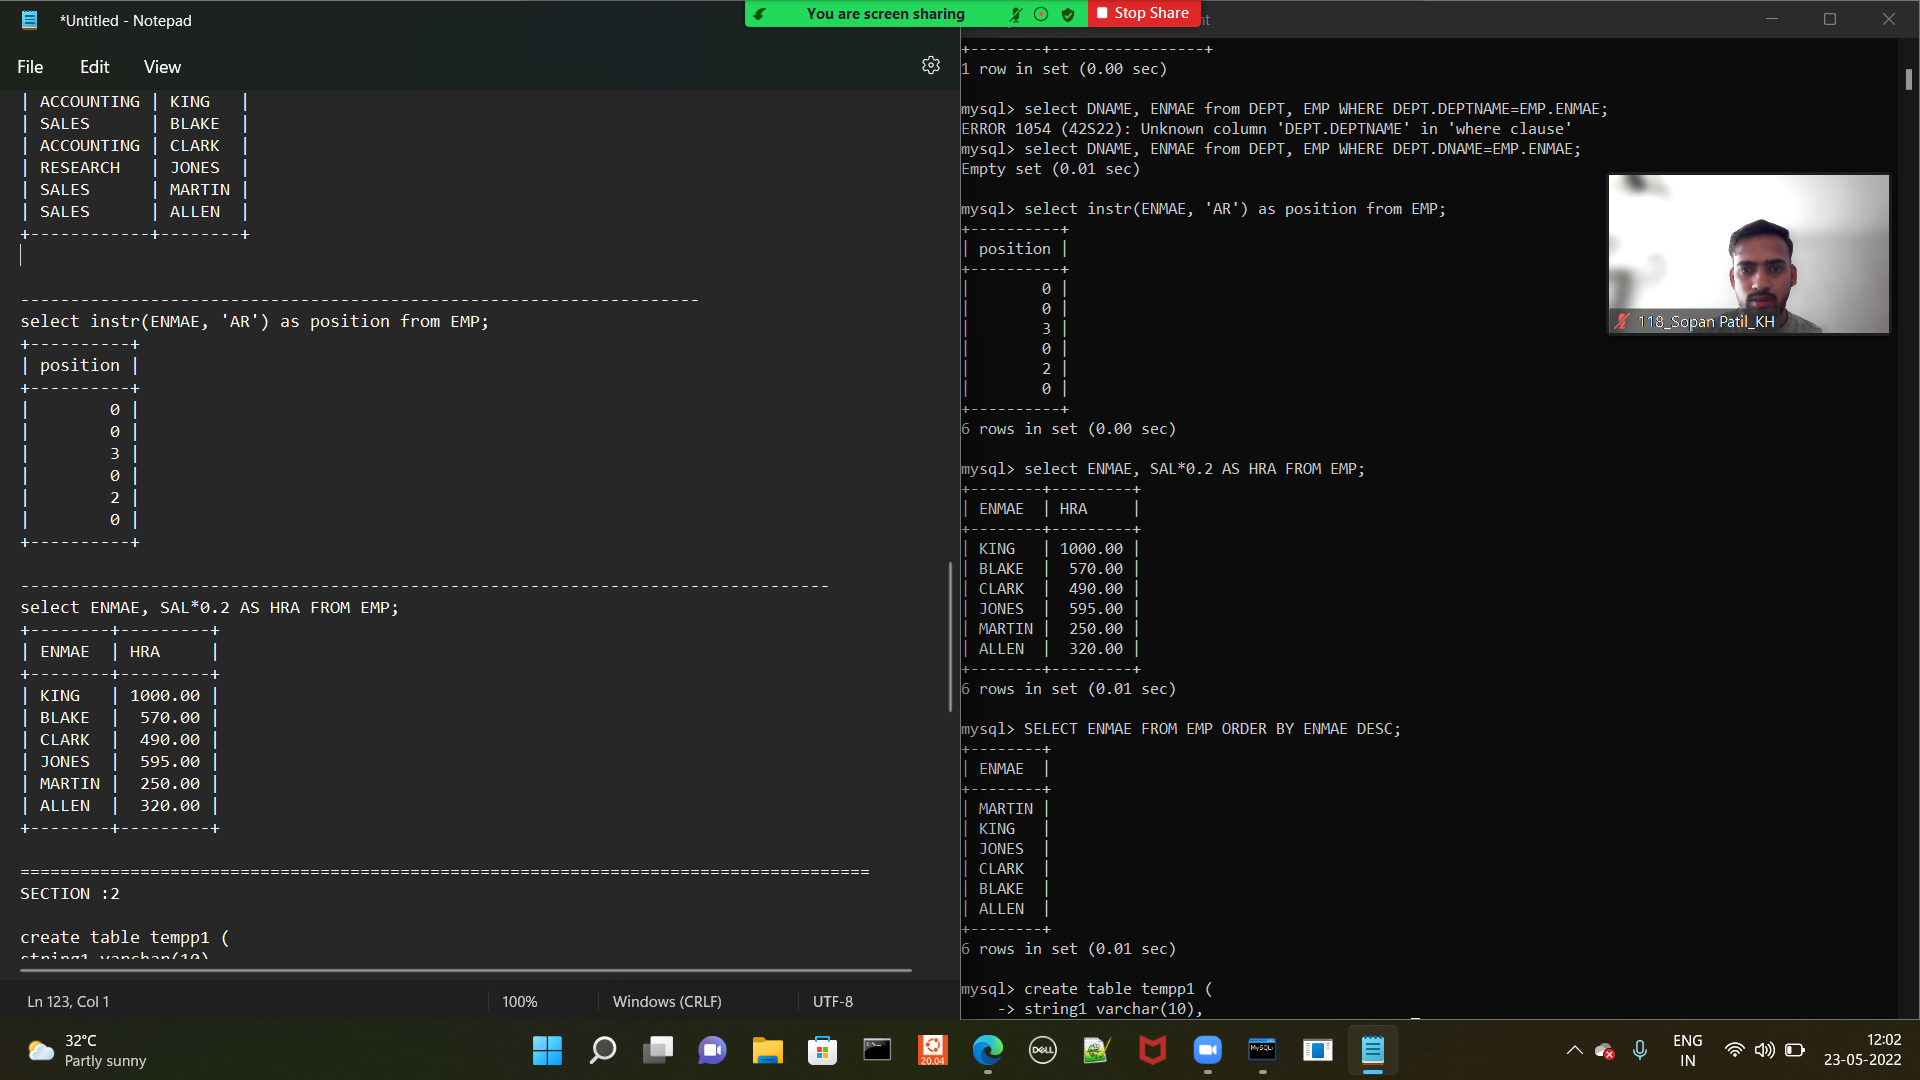 *Untitled - Notepad
File Edit View
| ACCOUNTING | KING   |
| SALES      | BLAKE  |
| ACCOUNTING | CLARK  |
| RESEARCH   | JONES  |
| SALES      | MARTIN |
| SALES      | ALLEN  |
+------------+--------+
--------------------------------------------------------------------
select instr(ENMAE, 'AR') as position from EMP;
+----------+
| position |
+----------+
|        0 |
|        0 |
|        3 |
|        0 |
|        2 |
|        0 |
+----------+
---------------------------------------------------------------------------------
select ENMAE, SAL*0.2 AS HRA FROM EMP;
+--------+---------+
| ENMAE  | HRA     |
+--------+---------+
| KING   | 1000.00 |
| BLAKE  |  570.00 |
| CLARK  |  490.00 |
| JONES  |  595.00 |
| MARTIN |  250.00 |
| ALLEN  |  320.00 |
+--------+---------+
=====================================================================================
SECTION :2
create table tempp1 (
string1 varchar(10)
Ln 123, Col 1 100% Windows (CRLF) UTF-8
You are screen sharing Stop Share
+--------+-----------------+
1 row in set (0.00 sec)
mysql> select DNAME, ENMAE from DEPT, EMP WHERE DEPT.DEPTNAME=EMP.ENMAE;
ERROR 1054 (42S22): Unknown column 'DEPT.DEPTNAME' in 'where clause'
mysql> select DNAME, ENMAE from DEPT, EMP WHERE DEPT.DNAME=EMP.ENMAE;
Empty set (0.01 sec)
mysql> select instr(ENMAE, 'AR') as position from EMP;
+----------+
| position |
+----------+
|        0 |
|        0 |
|        3 |
|        0 |
|        2 |
|        0 |
+----------+
6 rows in set (0.00 sec)
mysql> select ENMAE, SAL*0.2 AS HRA FROM EMP;
+--------+---------+
| ENMAE  | HRA     |
+--------+---------+
| KING   | 1000.00 |
| BLAKE  |  570.00 |
| CLARK  |  490.00 |
| JONES  |  595.00 |
| MARTIN |  250.00 |
| ALLEN  |  320.00 |
+--------+---------+
6 rows in set (0.01 sec)
mysql> SELECT ENMAE FROM EMP ORDER BY ENMAE DESC;
+--------+
| ENMAE  |
+--------+
| MARTIN |
| KING   |
| JONES  |
| CLARK  |
| BLAKE  |
| ALLEN  |
+--------+
6 rows in set (0.01 sec)
mysql> create table tempp1 (
    -> string1 varchar(10),
118_Sopan Patil_KH
32°C
Partly sunny
20.04
DELL
MySQL
ENG
IN
12:02
23-05-2022